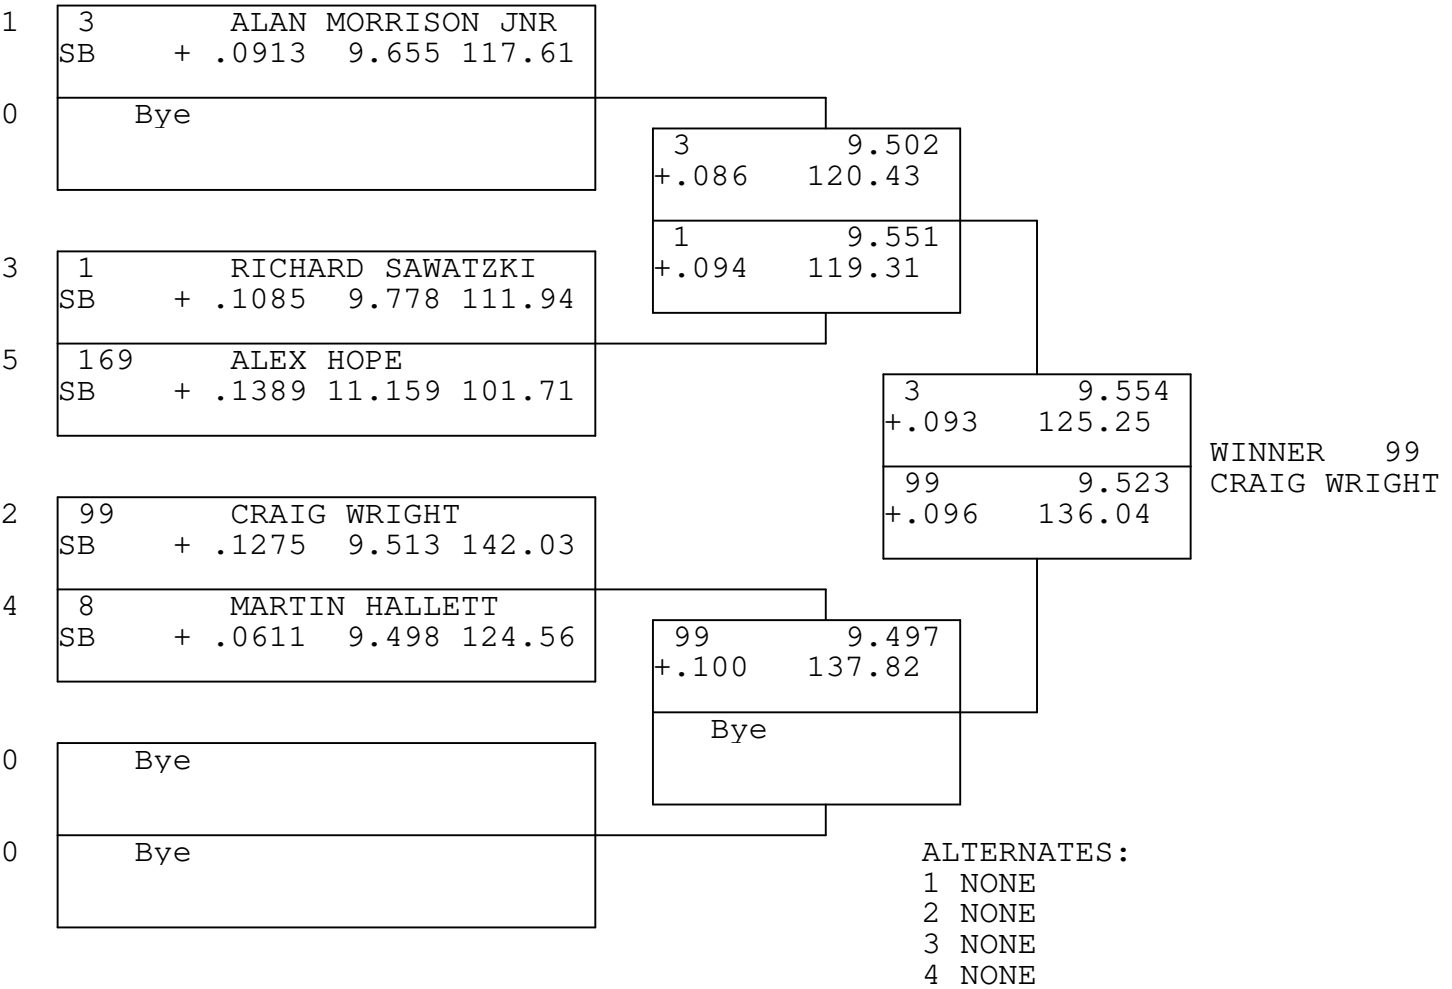 1 3 ALAN MORRISON JNR
SB + .0913 9.655 117.61
0 Bye
3 9.502
+.086 120.43
1 9.551
+.094 119.31
3 1 RICHARD SAWATZKI
SB + .1085 9.778 111.94
5 169 ALEX HOPE
SB + .1389 11.159 101.71
3 9.554
+.093 125.25
99 9.523
+.096 136.04
WINNER 99
CRAIG WRIGHT
2 99 CRAIG WRIGHT
SB + .1275 9.513 142.03
4 8 MARTIN HALLETT
SB + .0611 9.498 124.56
99 9.497
+.100 137.82
Bye
0 Bye
0 Bye
ALTERNATES:
1 NONE
2 NONE
3 NONE
4 NONE